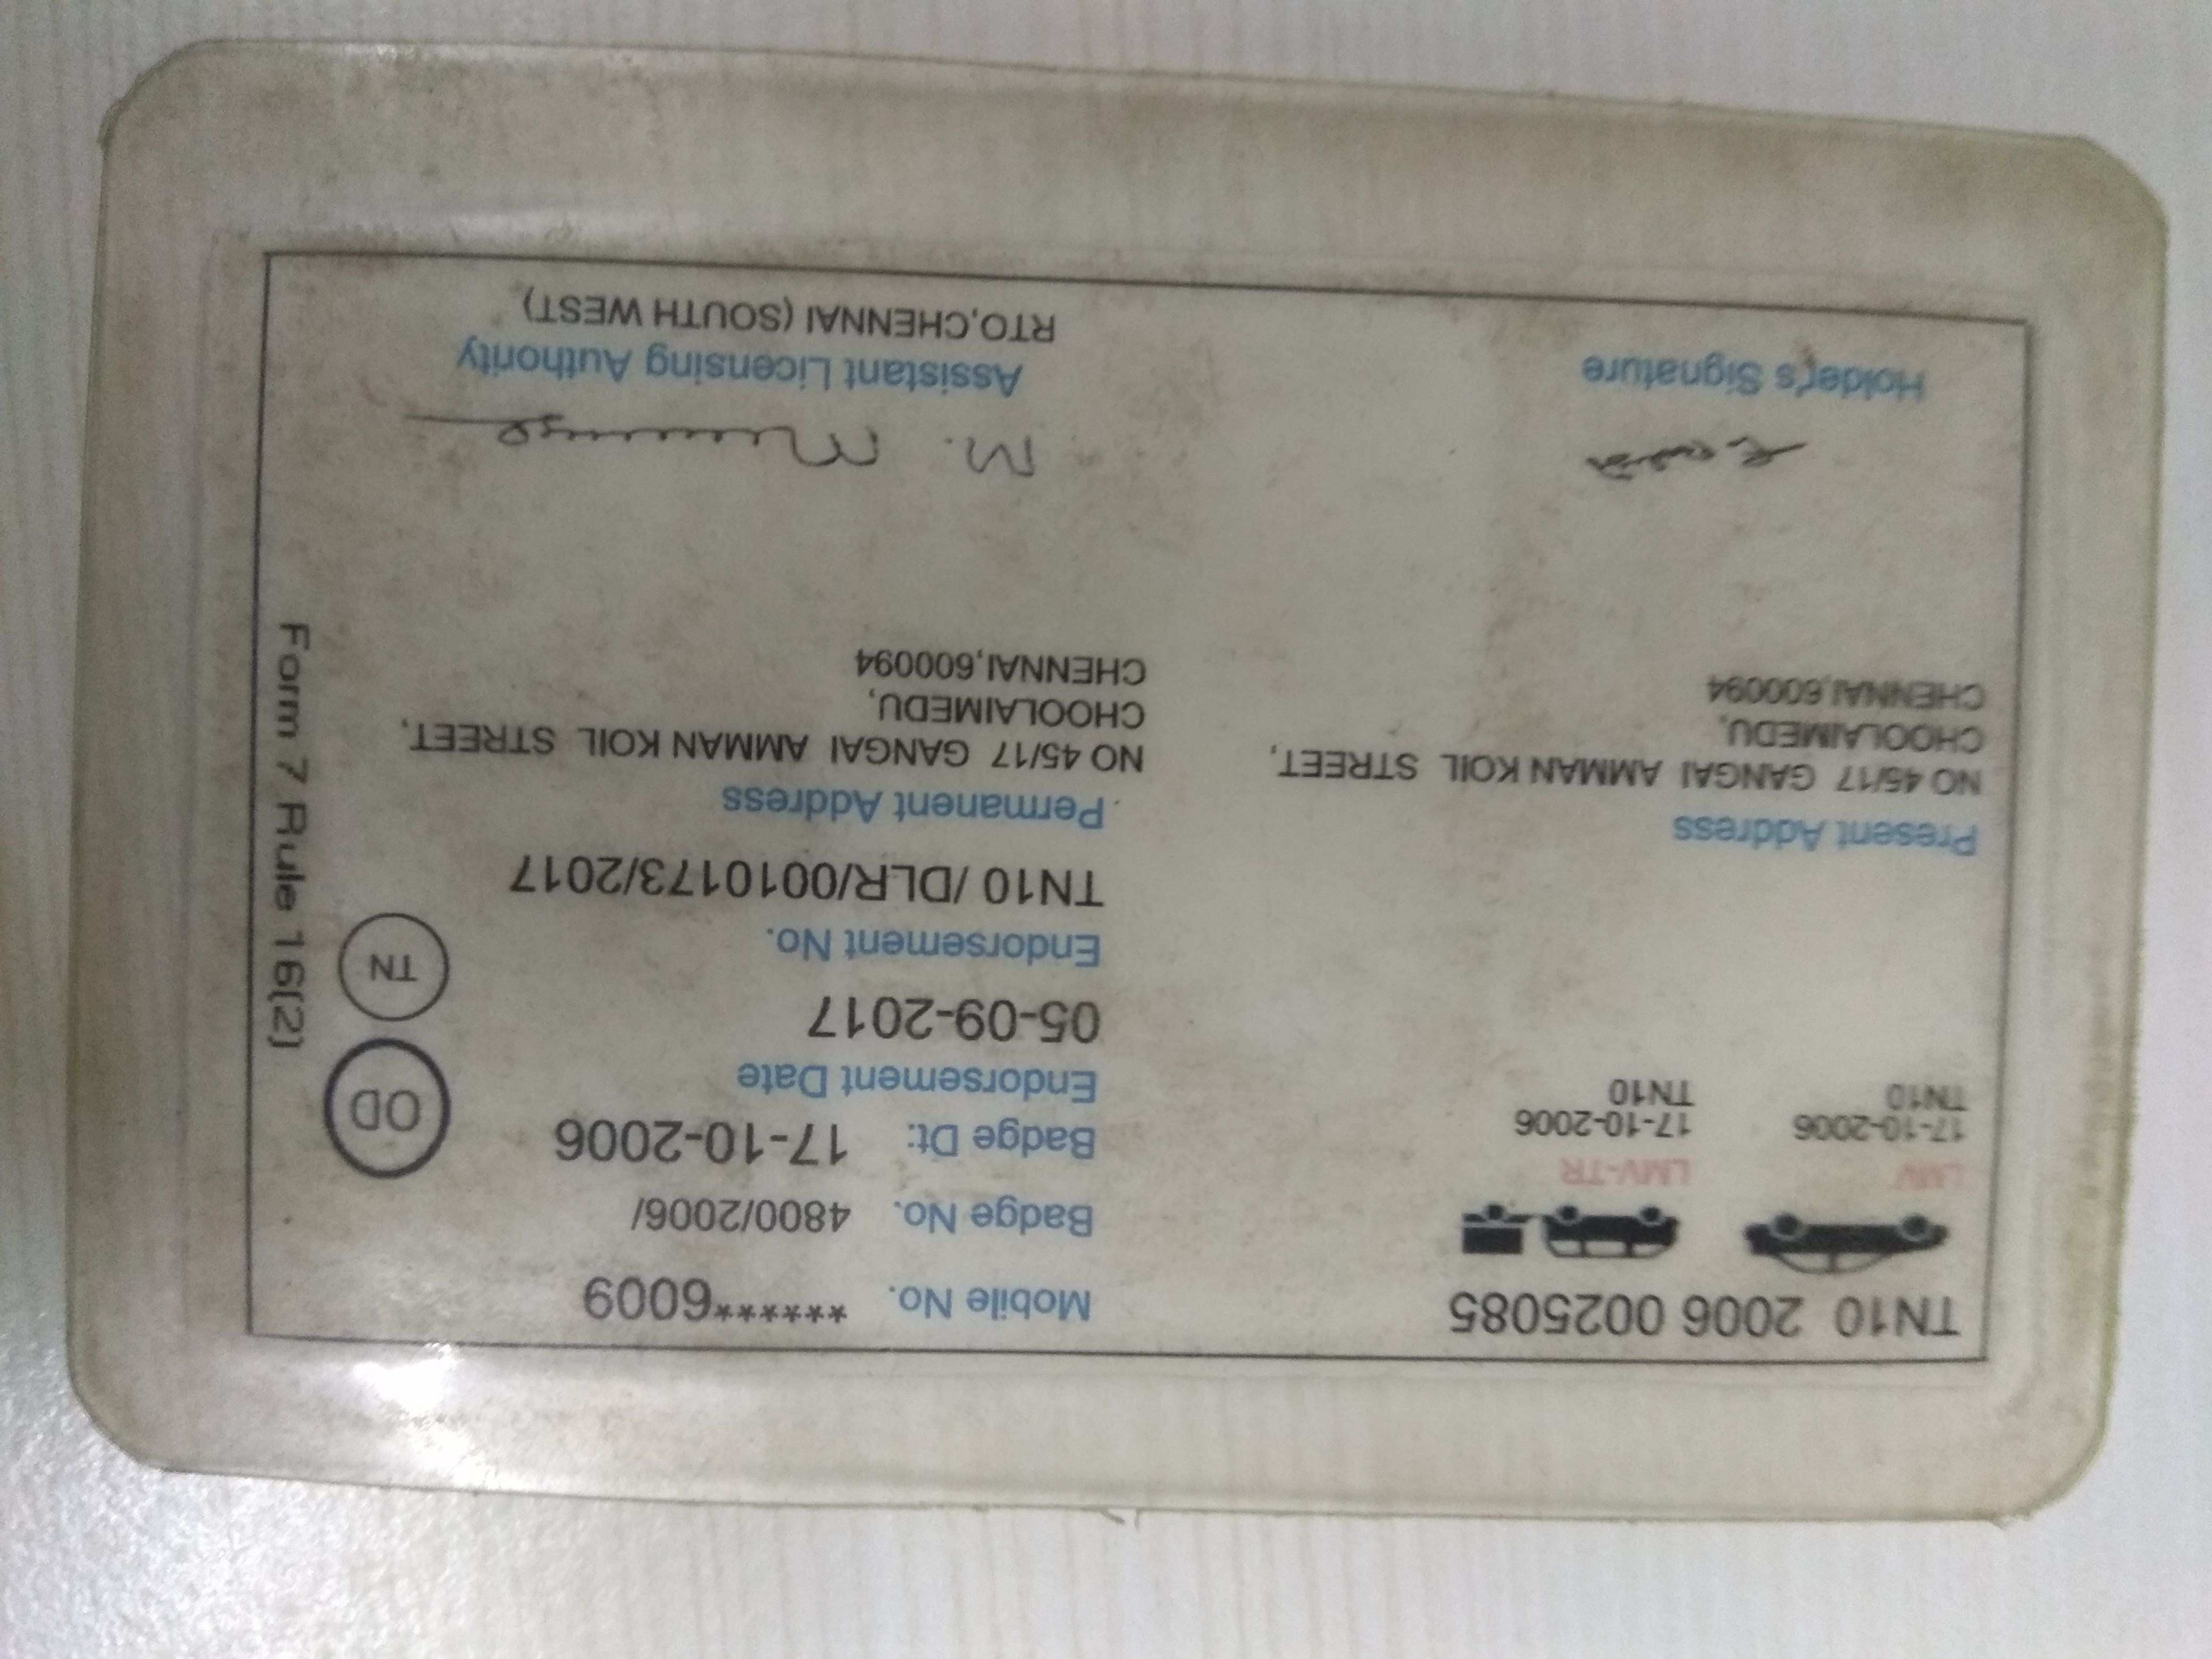 TN10 2006 0025085
LMV
17-10-2006
TN10
LMV-TR
17-10-2006
TN10
Present Address
NO 45/17 GANGAI AMMAN KOIL STREET,
CHOOLAIMEDU,
CHENNAI,600094
Holder's Signature
Mobile No. ******6009
Badge No. 4800/2006/
Badge Dt: 17-10-2006
Endorsement Date
05-09-2017
Endorsement No.
TN10 /DLR/0010173/2017
Permanent Address
NO 45/17 GANGAI AMMAN KOIL STREET,
CHOOLAIMEDU,
CHENNAI,600094
Assistant Licensing Authority
RTO,CHENNAI (SOUTH WEST)
OD
TN
Form 7 Rule 16(2)